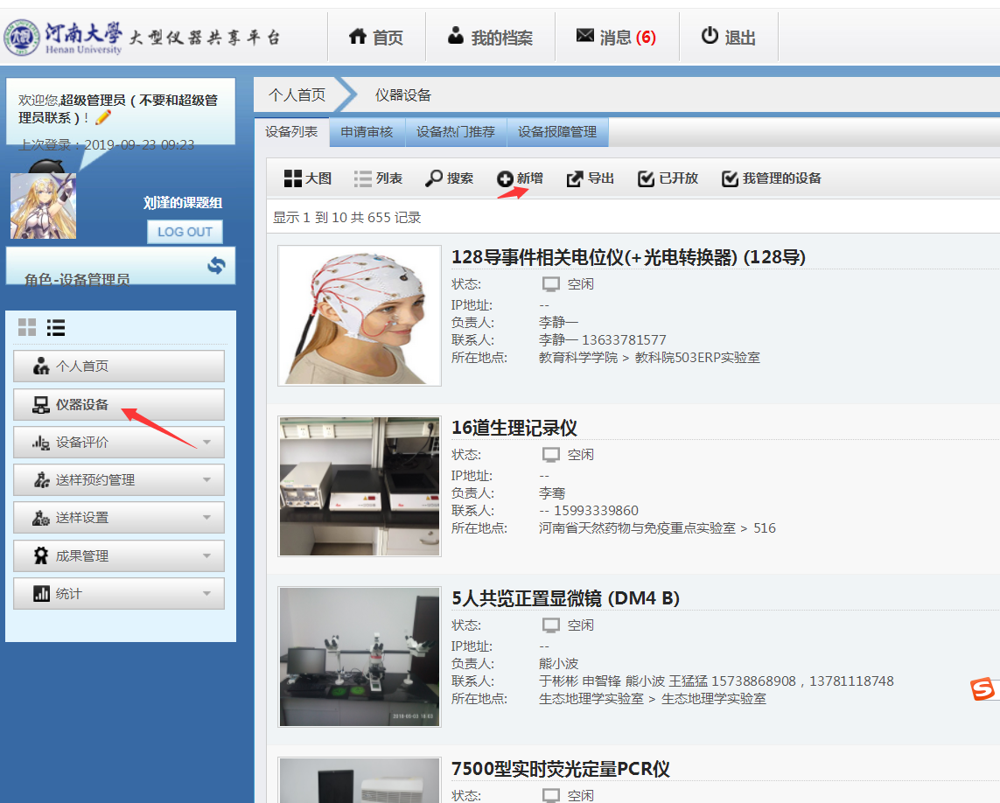 河南大學
Henan University
大型仪器共享平台
首页
我的档案
消息 (6)
退出
欢迎您,超级管理员（不要和超级管
理员联系）!
上次登录：2019-09-23 09:23
刘谨的课题组
LOG OUT
角色-设备管理员
个人首页
仪器设备
设备评价
送样预约管理
送样设置
成果管理
统计
个人首页
仪器设备
设备列表
申请审核
设备热门推荐
设备报障管理
大图
列表
搜索
新增
导出
已开放
我管理的设备
显示 1 到 10 共 655 记录
128导事件相关电位仪(+光电转换器) (128导)
状态: 空闲
IP地址: --
负责人: 李静一
联系人: 李静一 13633781577
所在地点: 教育科学学院 > 教科院503ERP实验室
16道生理记录仪
状态: 空闲
IP地址: --
负责人: 李骞
联系人: -- 15993339860
所在地点: 河南省天然药物与免疫重点实验室 > 516
5人共览正置显微镜 (DM4 B)
状态: 空闲
IP地址: --
负责人: 熊小波
联系人: 于彬彬 申智锋 熊小波 王猛猛 15738868908，13781118748
所在地点: 生态地理学实验室 > 生态地理学实验室
7500型实时荧光定量PCR仪
状态: 空闲